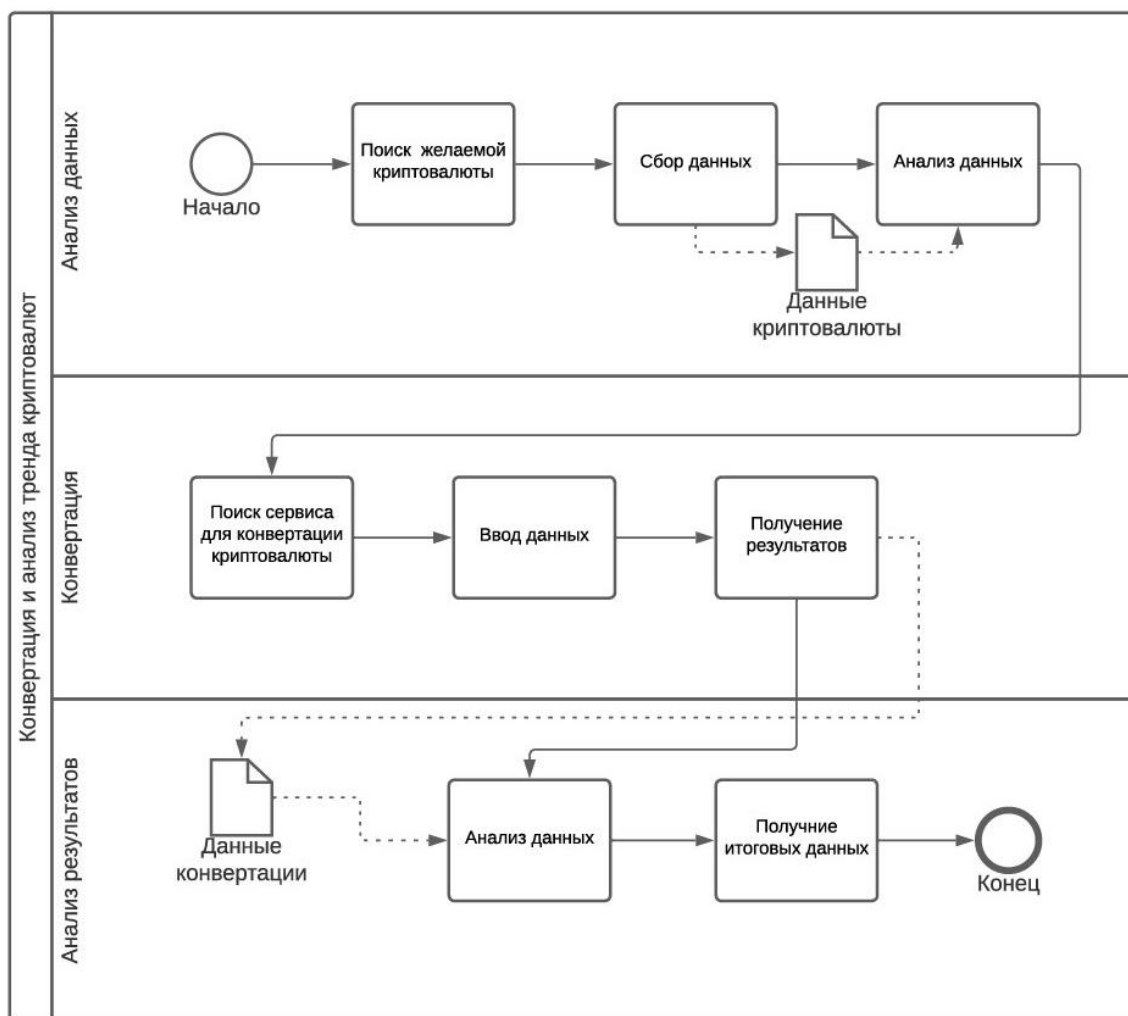 Конвертация и анализ тренда криптовалют
Анализ данных
Начало
Поиск желаемой
криптовалюты
Сбор данных
Анализ данных
Данные
криптовалюты
Конвертация
Поиск сервиса
для конвертации
криптовалюты
Ввод данных
Получение
результатов
Анализ результатов
Данные
конвертации
Анализ данных
Получние
итоговых данных
Конец